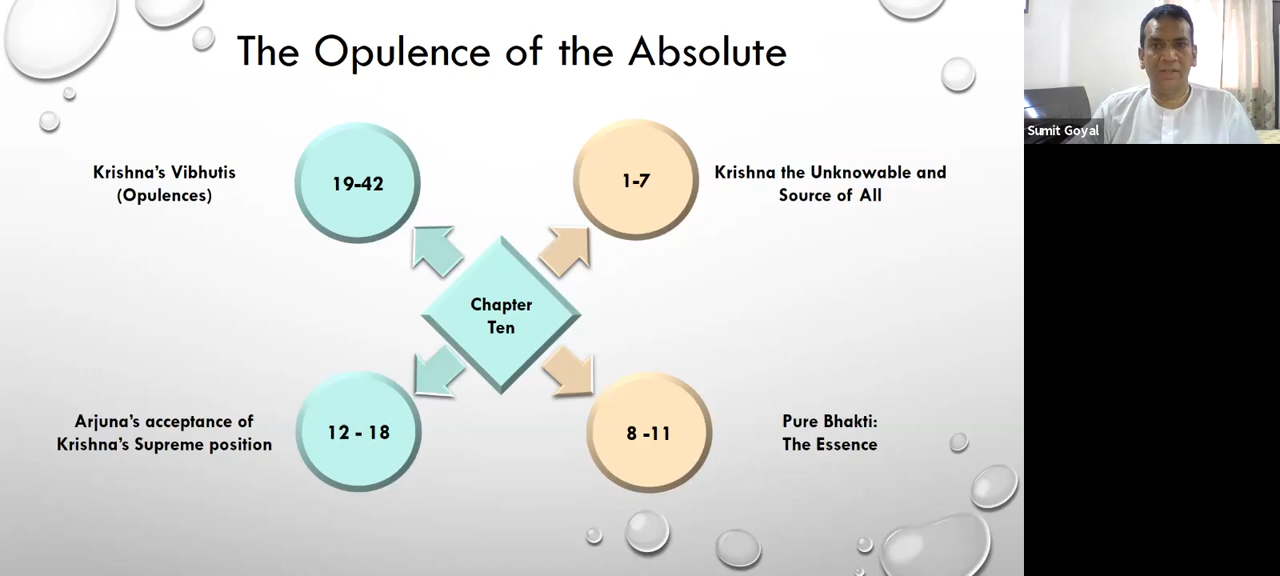 The Opulence of the Absolute
Sumit Goyal
Krishna's Vibhutis
(Opulences)
19-42
1-7
Krishna the Unknowable and
Source of All
Chapter
Ten
Arjuna's acceptance of
Krishna's Supreme position
12 - 18
8 -11
Pure Bhakti:
The Essence